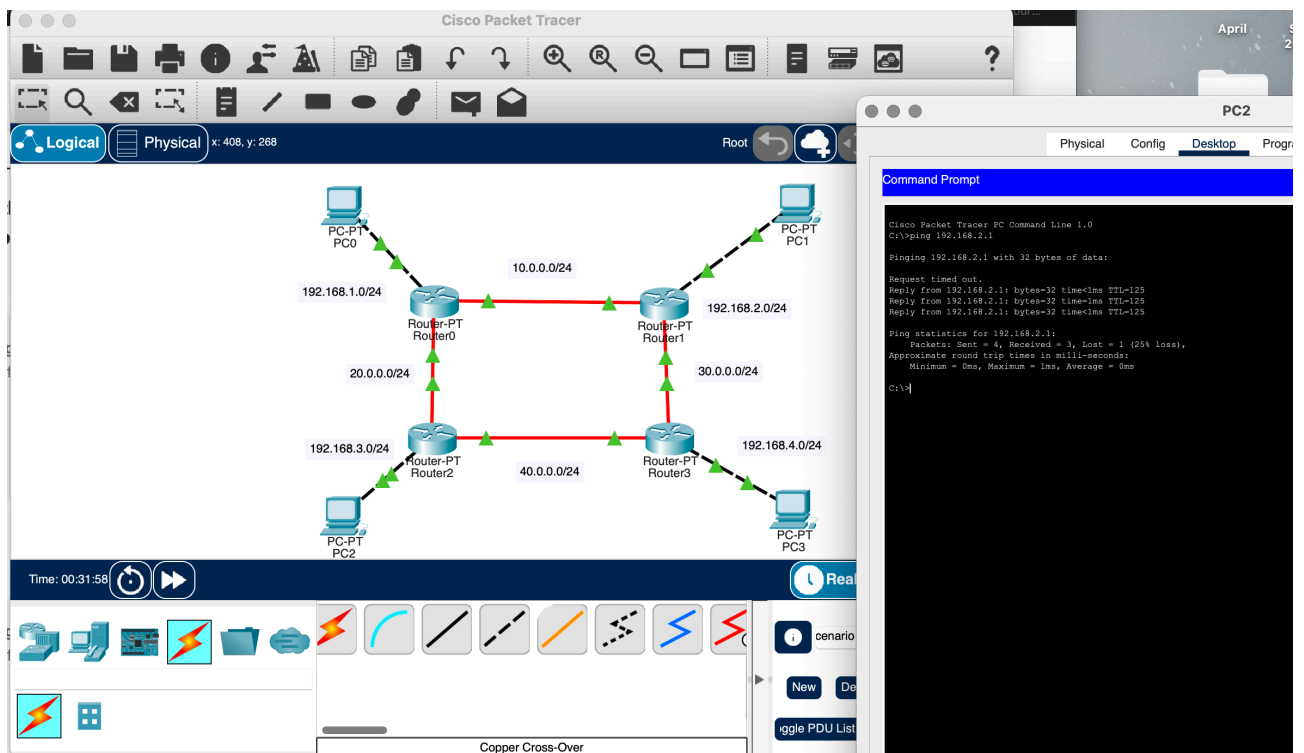 Cisco Packet Tracer
April
PC2
Logical
Physical
x: 408, y: 268
Root
Physical Config Desktop
Command Prompt
PC-PT
PC0
PC-PT
PC1
10.0.0.0/24
192.168.1.0/24
192.168.2.0/24
Router-PT
Router0
Router-PT
Router1
20.0.0.0/24
30.0.0.0/24
192.168.3.0/24
192.168.4.0/24
Router-PT
Router2
Router-PT
Router3
40.0.0.0/24
PC-PT
PC2
PC-PT
PC3
Cisco Packet Tracer PC Command Line 1.0
C:\>ping 192.168.2.1
Pinging 192.168.2.1 with 32 bytes of data:
Request timed out.
Reply from 192.168.2.1: bytes=32 time<1ms TTL=125
Reply from 192.168.2.1: bytes=32 time=1ms TTL=125
Reply from 192.168.2.1: bytes=32 time<1ms TTL=125
Ping statistics for 192.168.2.1:
Packets: Sent = 4, Received = 3, Lost = 1 (25% loss),
Approximate round trip times in milli-seconds:
Minimum = 0ms, Maximum = 1ms, Average = 0ms
C:\>
Time: 00:31:58
Real
cenario
New De
oggle PDU List
Copper Cross-Over